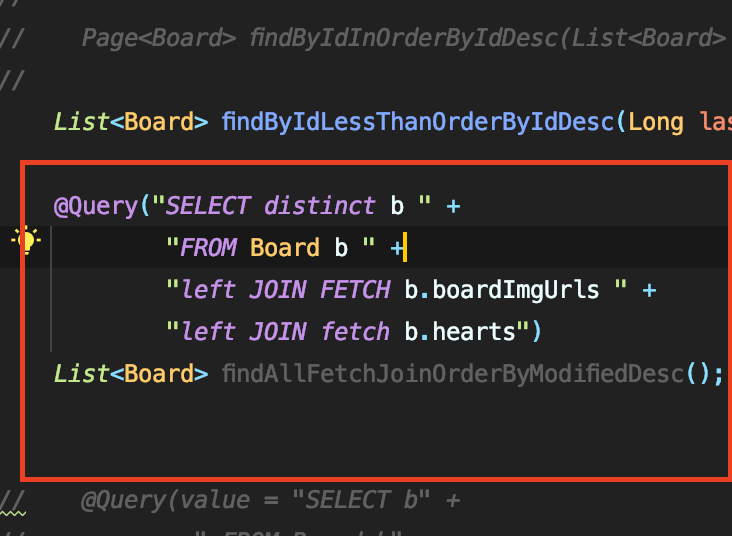 //
// Page<Board> findByIdInOrderByIdDesc(List<Board>
//
List<Board> findByIdLessThanOrderByIdDesc(Long las
@Query("SELECT distinct b " +
"FROM Board b " +
"left JOIN FETCH b.boardImgUrls " +
"left JOIN fetch b.hearts")
List<Board> findAllFetchJoinOrderByModifiedDesc();
// @Query(value = "SELECT b" +